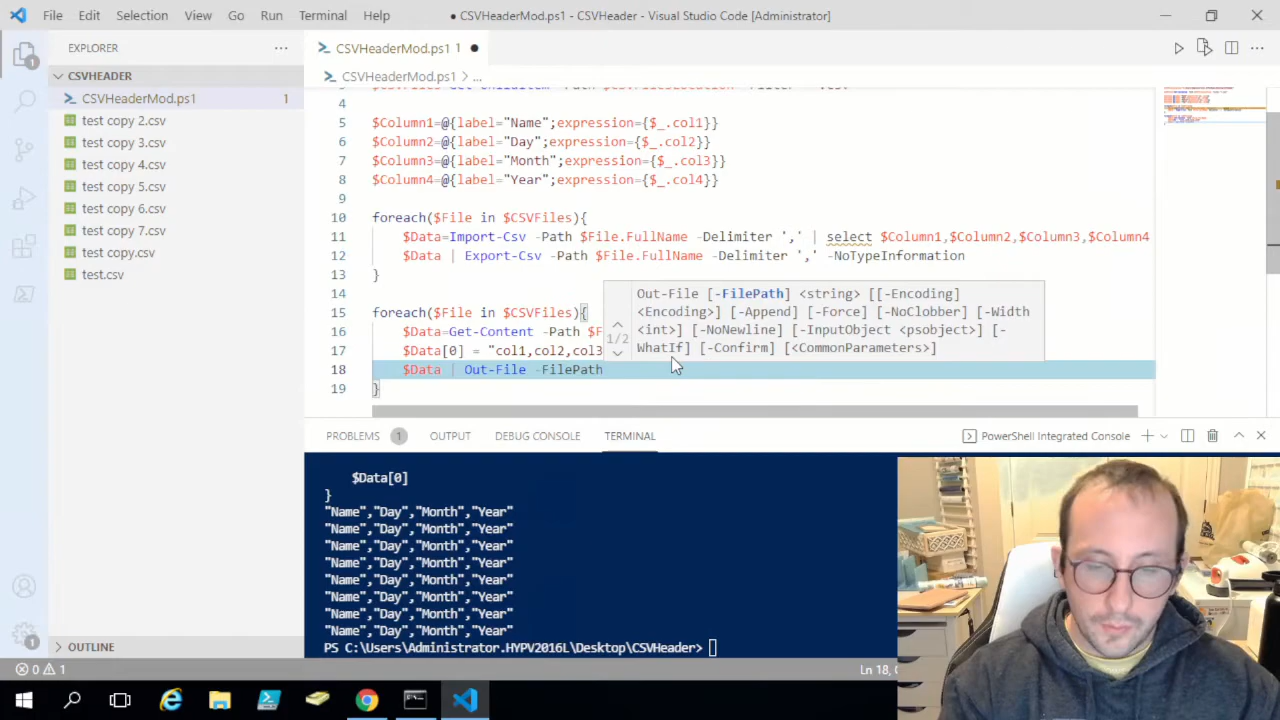 File Edit Selection View Go Run Terminal Help
● CSVHeaderMod.ps1 - CSVHeader - Visual Studio Code [Administrator]
EXPLORER
CSVHEADER
CSVHeaderMod.ps1 1
test copy 2.csv
test copy 3.csv
test copy 4.csv
test copy 5.csv
test copy 6.csv
test copy 7.csv
test copy.csv
test.csv
OUTLINE
CSVHeaderMod.ps1 1 ●
CSVHeaderMod.ps1 > ...
4
5 $Column1=@{label="Name";expression={$_.col1}}
6 $Column2=@{label="Day";expression={$_.col2}}
7 $Column3=@{label="Month";expression={$_.col3}}
8 $Column4=@{label="Year";expression={$_.col4}}
9
10 foreach($File in $CSVFiles){
11 $Data=Import-Csv -Path $File.FullName -Delimiter ',' | select $Column1,$Column2,$Column3,$Column4
12 $Data | Export-Csv -Path $File.FullName -Delimiter ',' -NoTypeInformation
13 }
14
15 foreach($File in $CSVFiles){
16 $Data=Get-Content -Path $F
17 $Data[0] = "col1,col2,col3
18 $Data | Out-File -FilePath
19 }
1/2
Out-File [-FilePath] <string> [[-Encoding]
<Encoding>] [-Append] [-Force] [-NoClobber] [-Width
<int>] [-NoNewline] [-InputObject <psobject>] [-
WhatIf] [-Confirm] [<CommonParameters>]
PROBLEMS 1 OUTPUT DEBUG CONSOLE TERMINAL PowerShell Integrated Console
$Data[0]
}
"Name","Day","Month","Year"
"Name","Day","Month","Year"
"Name","Day","Month","Year"
"Name","Day","Month","Year"
"Name","Day","Month","Year"
"Name","Day","Month","Year"
"Name","Day","Month","Year"
"Name","Day","Month","Year"
PS C:\Users\Administrator.HYPV2016L\Desktop\CSVHeader>
0 1
Ln 18,